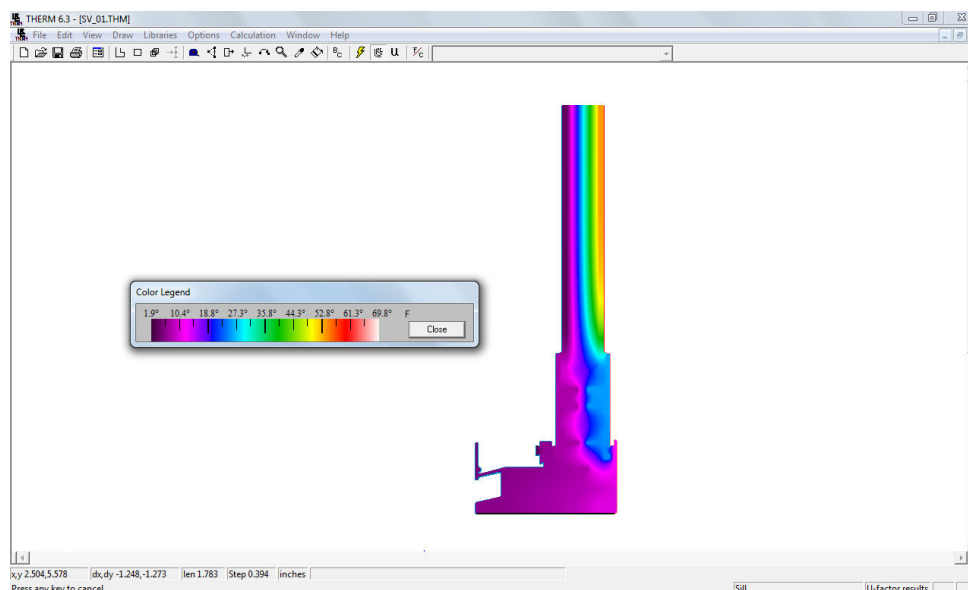 THERM 6.3 - [SV_01.THM]
File Edit View Draw Libraries Options Calculation Window Help
Color Legend
1.9° 10.4° 18.8° 27.3° 35.8° 44.3° 52.8° 61.3° 69.8° F
Close
x,y 2.504,5.578 dx,dy -1.248,-1.273 len 1.783 Step 0.394 inches
Press any key to cancel Sill U-factor results